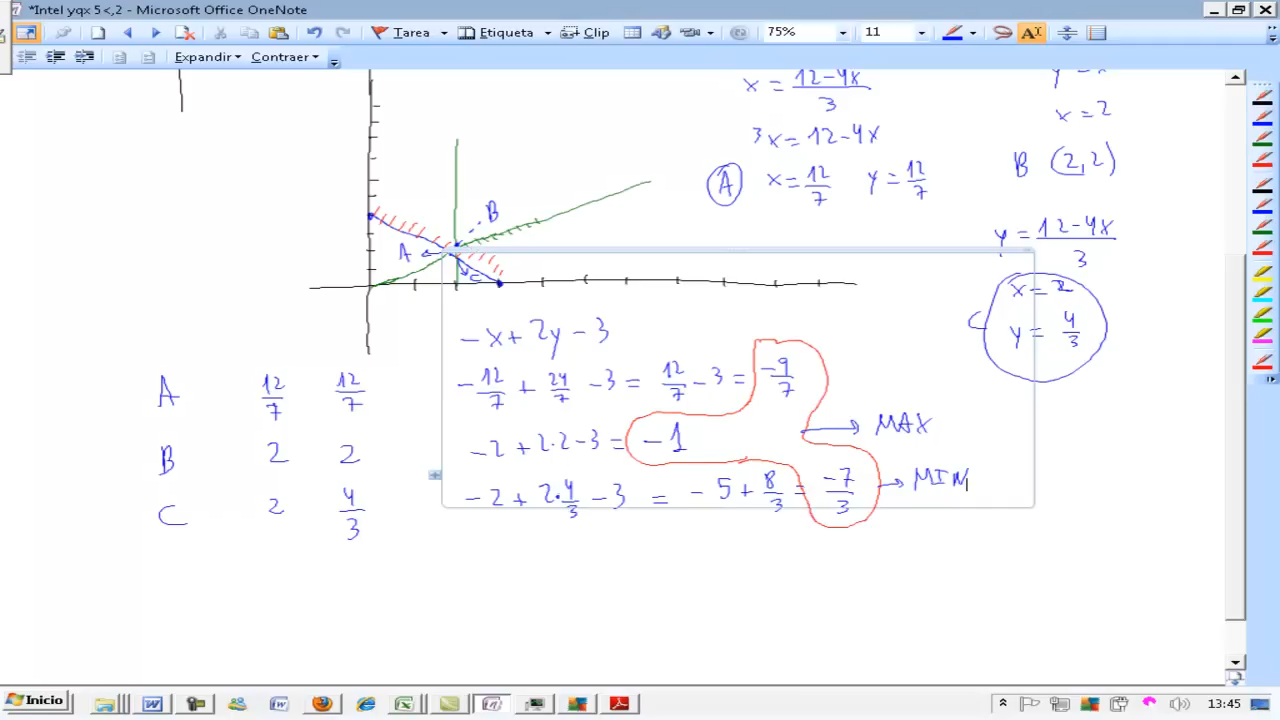 *Intel yqx 5<,2 - Microsoft Office OneNote
Tarea Etiqueta Clip 75% 11
Expandir Contraer
x = 12-4x/3
3x = 12-4x
A x = 12/7 y = 12/7
x = 2
B (2,2)
y = 12-4x/3
C x = 2
y = 4/3
B
A
C
-x + 2y - 3
A 12/7 12/7 -12/7 + 24/7 - 3 = 12/7 - 3 = -9/7
→ MAX
B 2 2 -2 + 2·2 - 3 = -1
C 2 4/3 -2 + 2·4/3 - 3 = -5 + 8/3 = -7/3 → MIN
Inicio 13:45